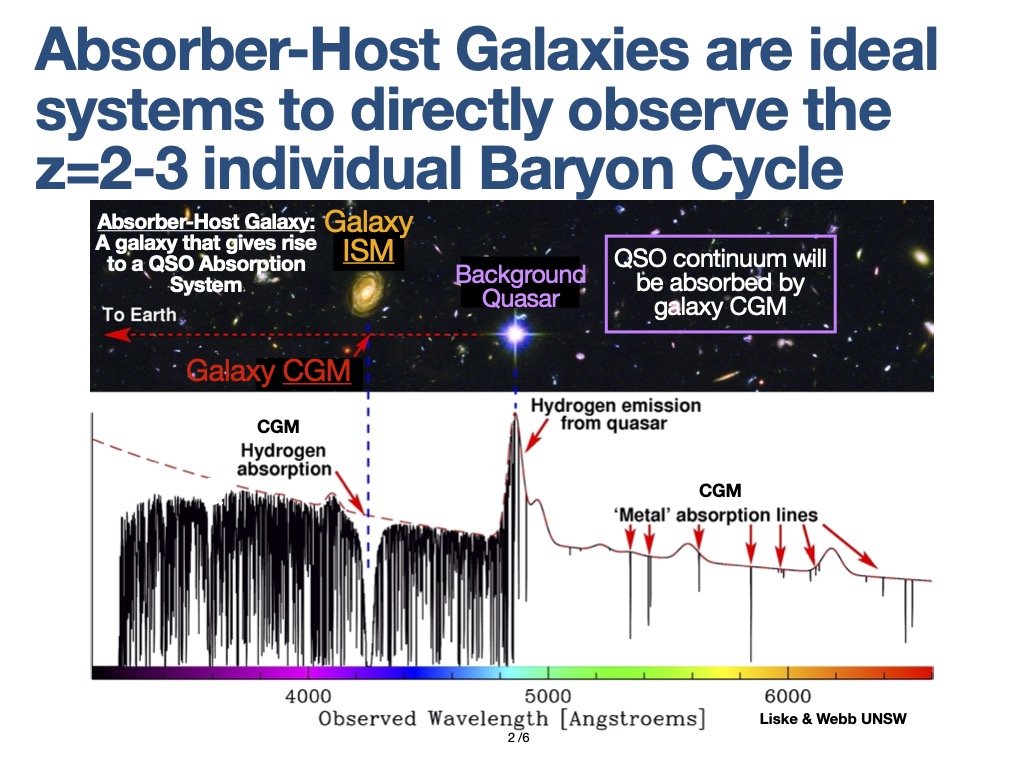 Absorber-Host Galaxies are ideal
systems to directly observe the
z=2-3 individual Baryon Cycle
Absorber-Host Galaxy:
A galaxy that gives rise
to a QSO Absorption
System
Galaxy
ISM
Background
Quasar
QSO continuum will
be absorbed by
galaxy CGM
To Earth
Galaxy CGM
Hydrogen emission
from quasar
CGM
Hydrogen
absorption
CGM
‘Metal’ absorption lines
4000
5000
6000
Observed Wavelength [Angstroems]
Liske & Webb UNSW
2 /6